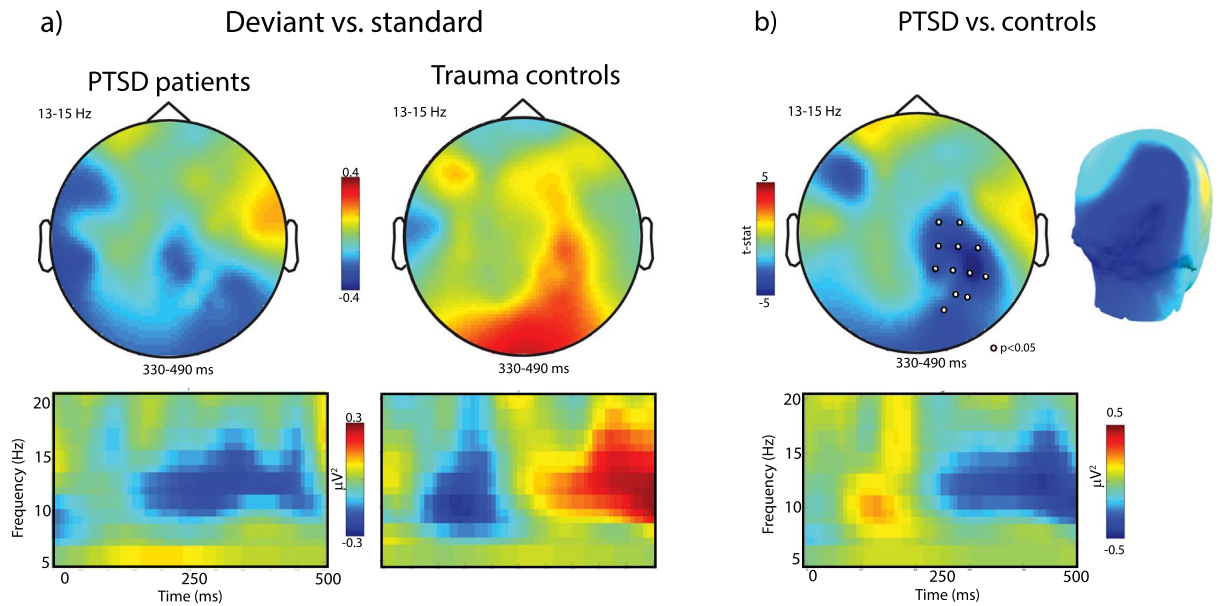 a)
Deviant vs. standard
b)
PTSD vs. controls
PTSD patients
Trauma controls
13-15 Hz
13-15 Hz
13-15 Hz
0.4
-0.4
5
t-stat
-5
330-490 ms
330-490 ms
330-490 ms
p<0.05
Frequency (Hz)
20
15
10
5
0
250
500
Time (ms)
0.3
µV²
-0.3
Frequency (Hz)
20
15
10
5
0
250
500
Time (ms)
0.5
µV²
-0.5